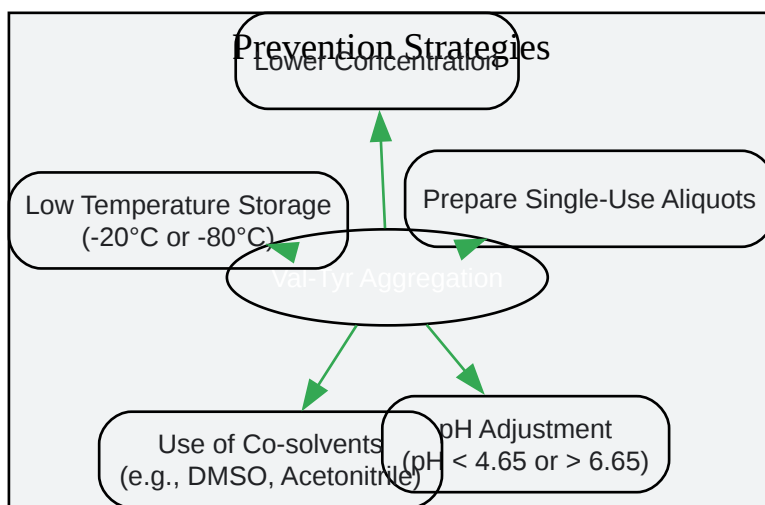 Prevention Strategies
Lower Concentration
Low Temperature Storage
(-20°C or -80°C)
Prepare Single-Use Aliquots
Val-Tyr Aggregation
Use of Co-solvents
(e.g., DMSO, Acetonitrile)
pH Adjustment
(pH < 4.65 or > 6.65)